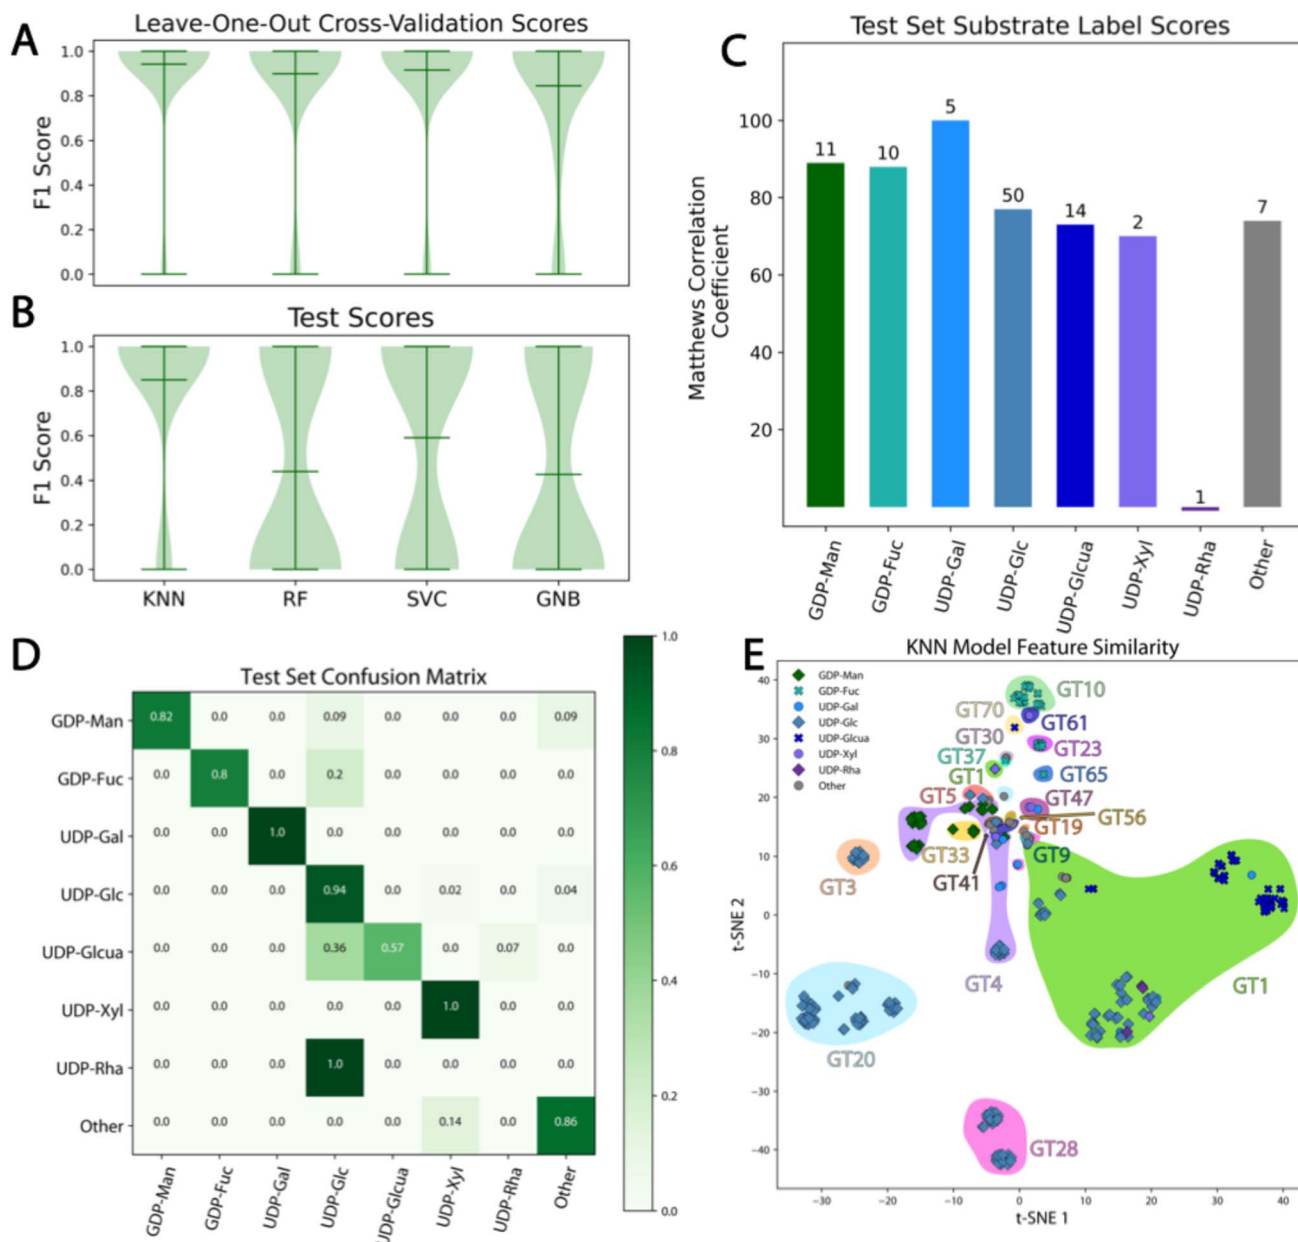 A
Leave-One-Out Cross-Validation Scores
F1 Score
1.0
0.8
0.6
0.4
0.2
0.0
B
Test Scores
F1 Score
1.0
0.8
0.6
0.4
0.2
0.0
KNN RF SVC GNB
C
Test Set Substrate Label Scores
Matthews Correlation
Coefficient
100
80
60
40
20
11 10 5 50 14 2 1 7
GDP-Man GDP-Fuc UDP-Gal UDP-Glc UDP-Glcua UDP-Xyl UDP-Rha Other
D
Test Set Confusion Matrix
GDP-Man 0.82 0.0 0.0 0.09 0.0 0.0 0.0 0.09
GDP-Fuc 0.0 0.8 0.0 0.2 0.0 0.0 0.0 0.0
UDP-Gal 0.0 0.0 1.0 0.0 0.0 0.0 0.0 0.0
UDP-Glc 0.0 0.0 0.0 0.94 0.0 0.02 0.0 0.04
UDP-Glcua 0.0 0.0 0.0 0.36 0.57 0.0 0.07 0.0
UDP-Xyl 0.0 0.0 0.0 0.0 0.0 1.0 0.0 0.0
UDP-Rha 0.0 0.0 0.0 1.0 0.0 0.0 0.0 0.0
Other 0.0 0.0 0.0 0.0 0.0 0.14 0.0 0.86
GDP-Man GDP-Fuc UDP-Gal UDP-Glc UDP-Glcua UDP-Xyl UDP-Rha Other
1.0
0.8
0.6
0.4
0.2
0.0
E
KNN Model Feature Similarity
GDP-Man
GDP-Fuc
UDP-Gal
UDP-Glc
UDP-Glcua
UDP-Xyl
UDP-Rha
Other
GT10
GT70 GT61
GT30 GT23
GT37
GT1 GT65
GT5 GT47
GT56
GT19
GT33 GT9
GT3 GT41
GT4 GT1
GT20
GT28
t-SNE 2
40
30
20
10
0
−10
−20
−30
−40
−30 −20 −10 0 10 20 30 40
t-SNE 1